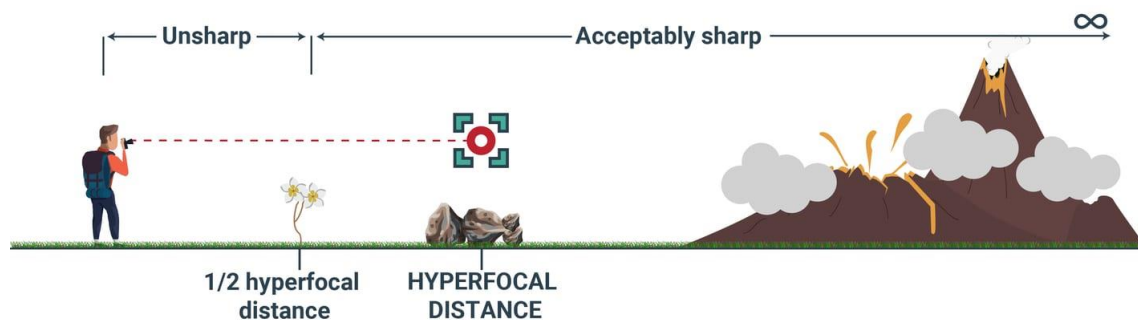 Unsharp
Acceptably sharp
∞
1/2 hyperfocal
distance
HYPERFOCAL
DISTANCE